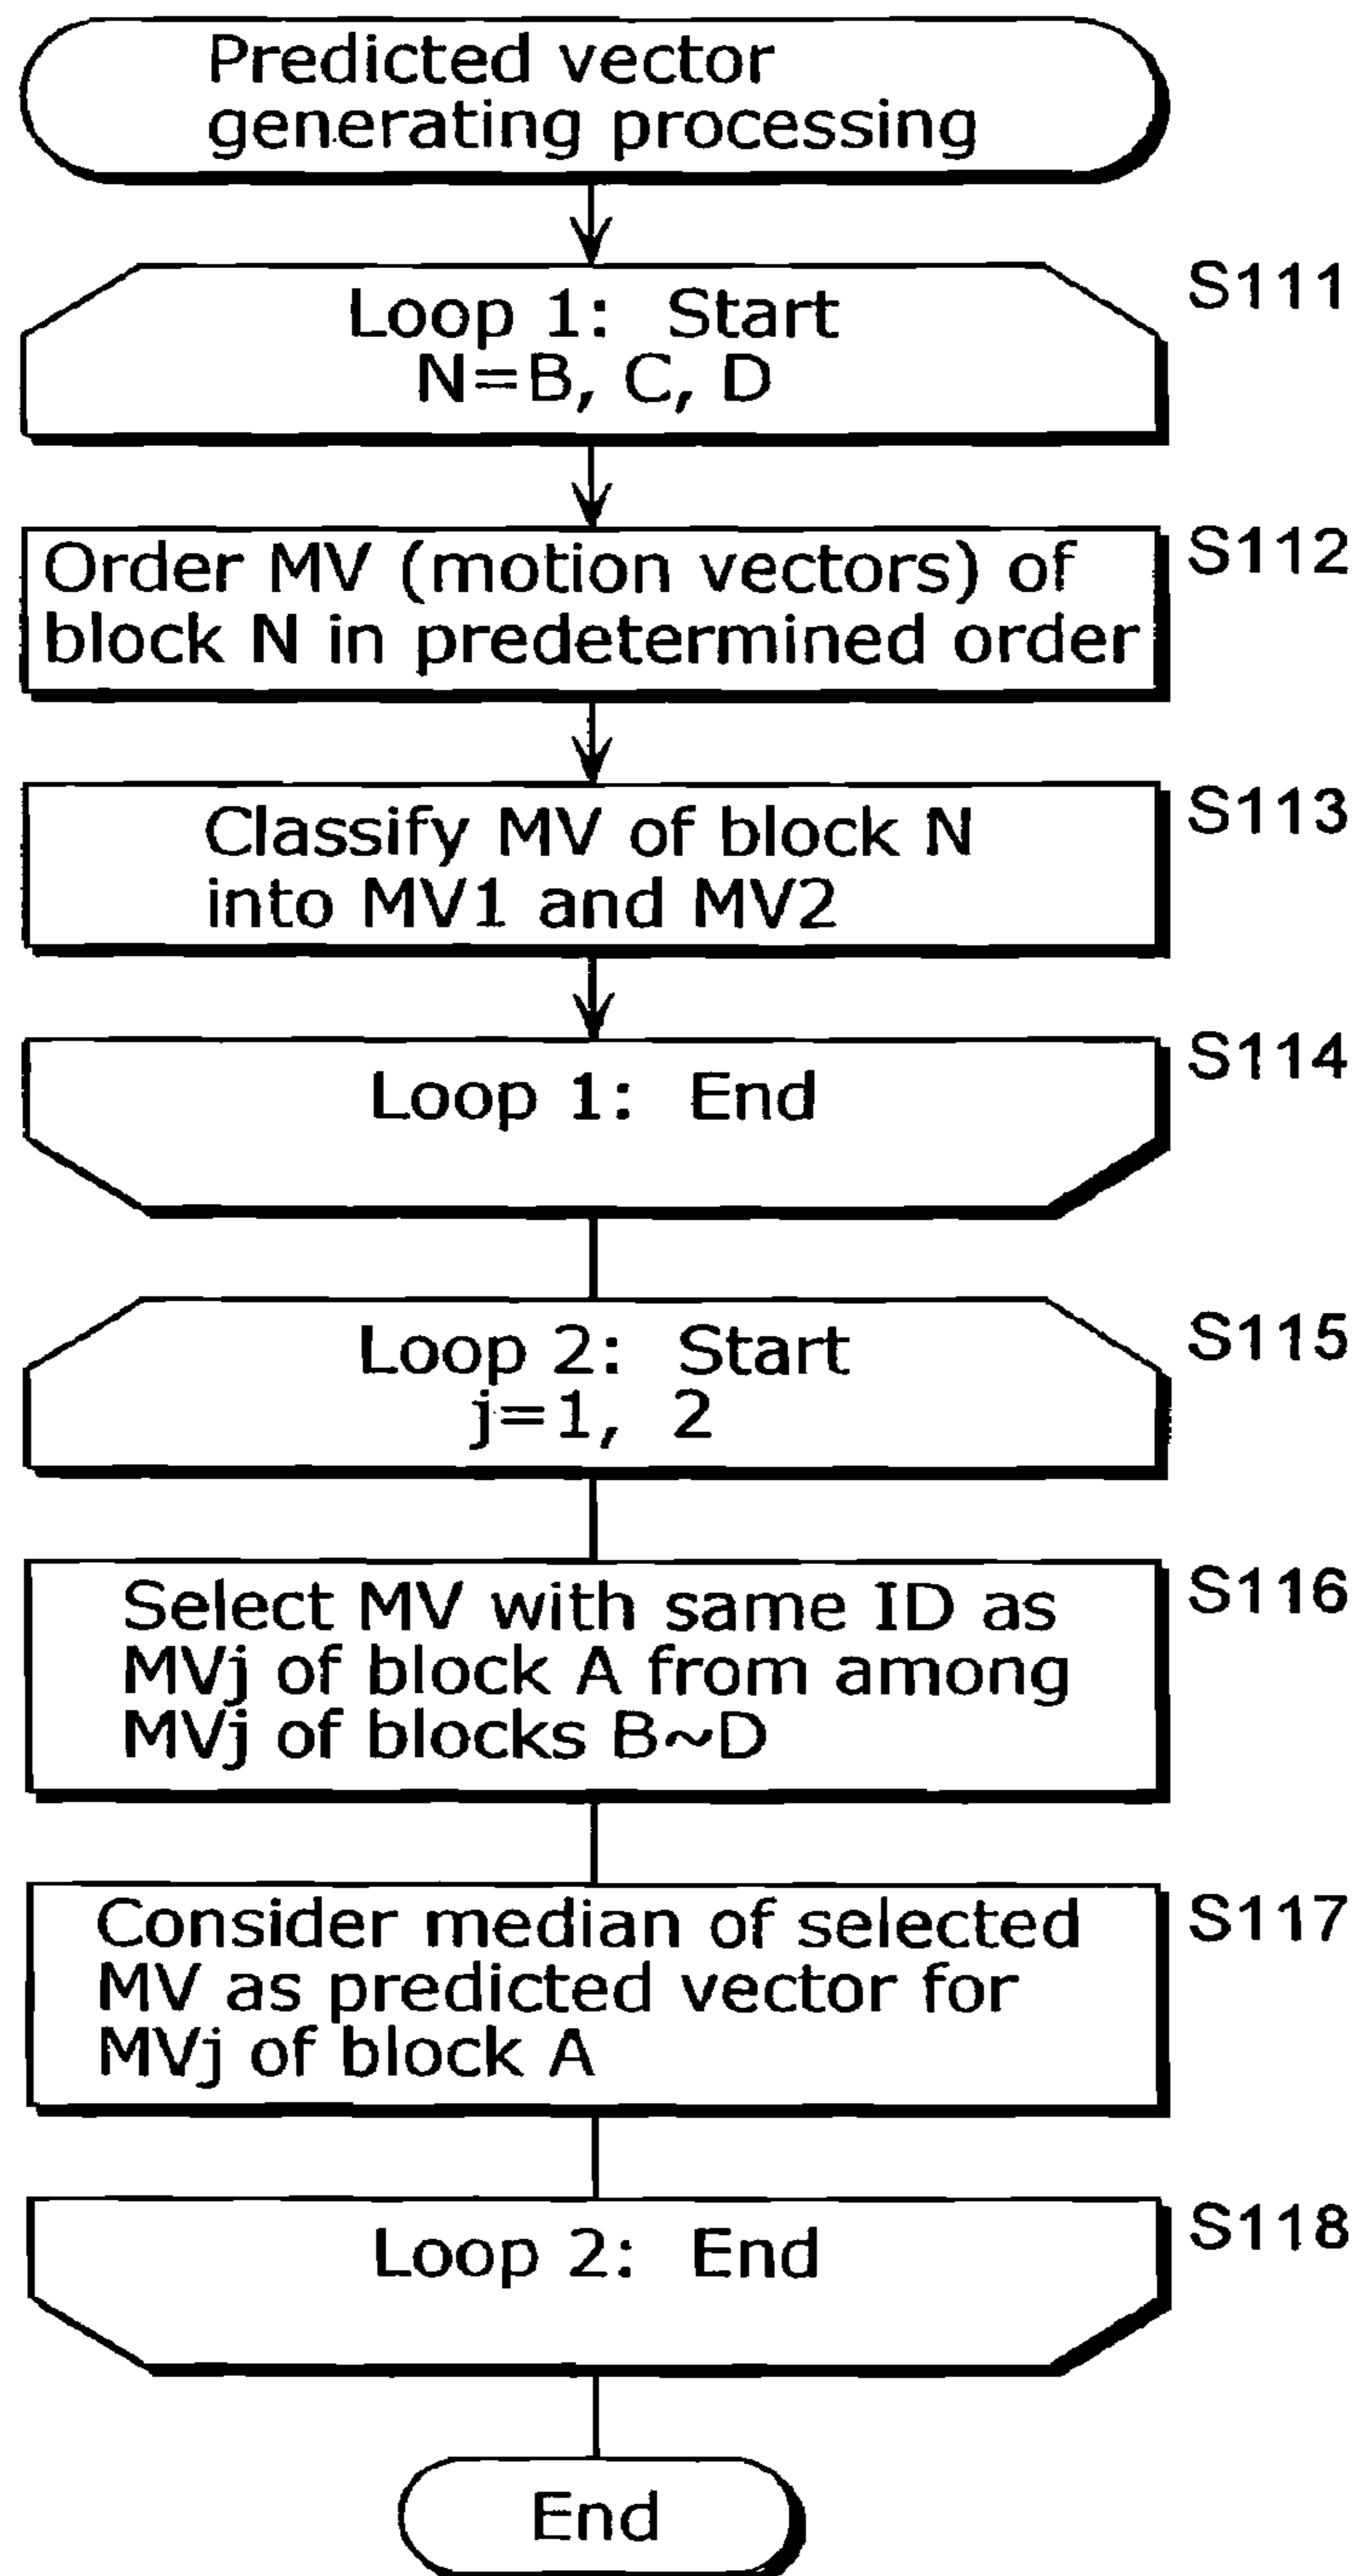 Predicted vector
generating processing
S111
Loop 1: Start
N=B, C, D
S112
Order MV (motion vectors) of
block N in predetermined order
S113
Classify MV of block N
into MV1 and MV2
S114
Loop 1: End
S115
Loop 2: Start
j=1, 2
S116
Select MV with same ID as
MVj of block A from among
MVj of blocks B~D
S117
Consider median of selected
MV as predicted vector for
MVj of block A
S118
Loop 2: End
End